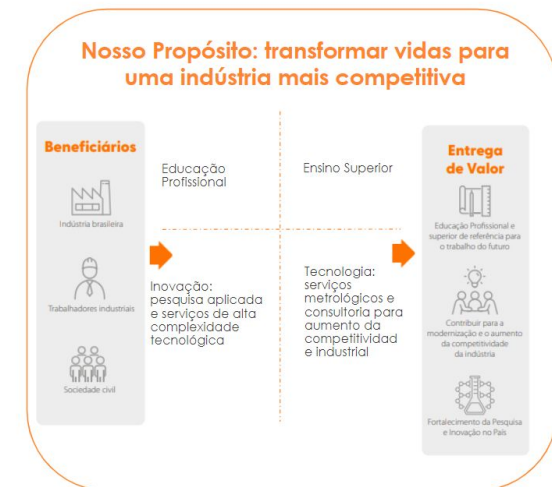 Nosso Propósito: transformar vidas para
uma indústria mais competitiva
Beneficiários
Indústria brasileira
Trabalhadores industriais
Sociedade civil
Educação
Profissional
Ensino Superior
Inovação:
pesquisa aplicada
e serviços de alta
complexidade
tecnológica
Tecnologia:
serviços
metrológicos e
consultoria para
aumento da
competitividad
e industrial
Entrega
de Valor
Educação Profissional e
superior de referência para
o trabalho do futuro
Contribuir para a
modernização e o aumento
da competitividade
da indústria
Fortalecimento da Pesquisa
e Inovação no País